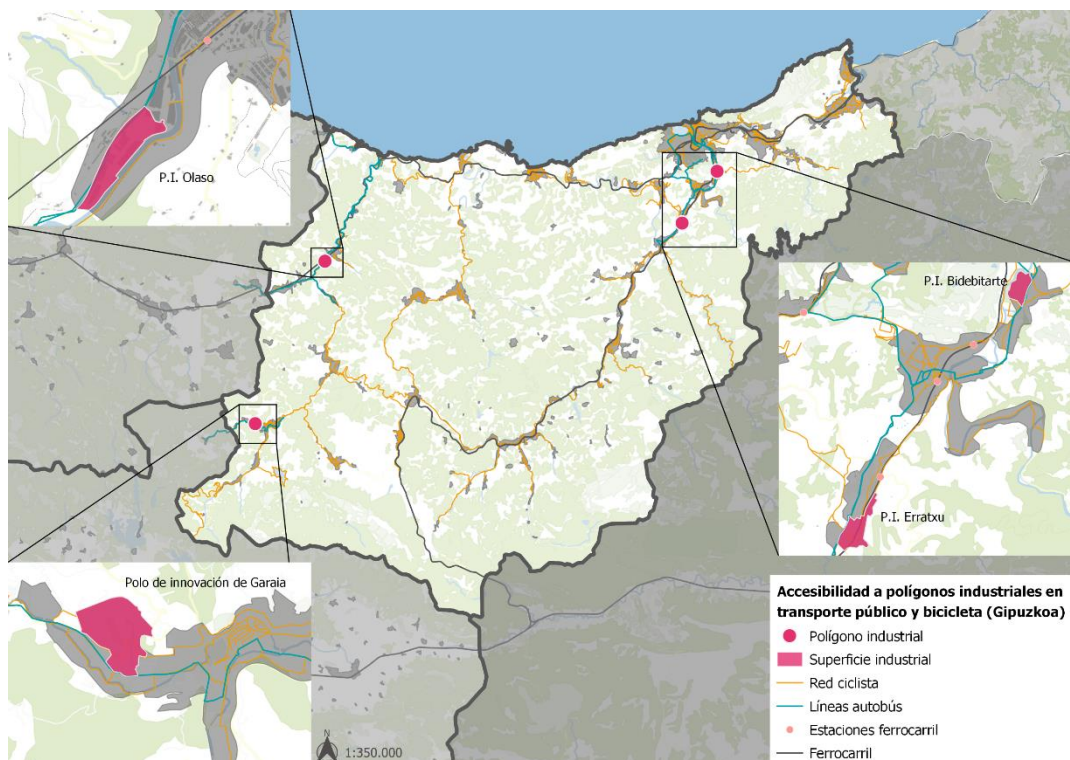 P.I. Olaso
P.I. Bidebitarte
P.I. Erratxu
Polo de innovación de Garaia
N
1:350.000
Accesibilidad a polígonos industriales en
transporte público y bicicleta (Gipuzkoa)
Polígono industrial
Superficie industrial
Red ciclista
Líneas autobús
Estaciones ferrocarril
Ferrocarril